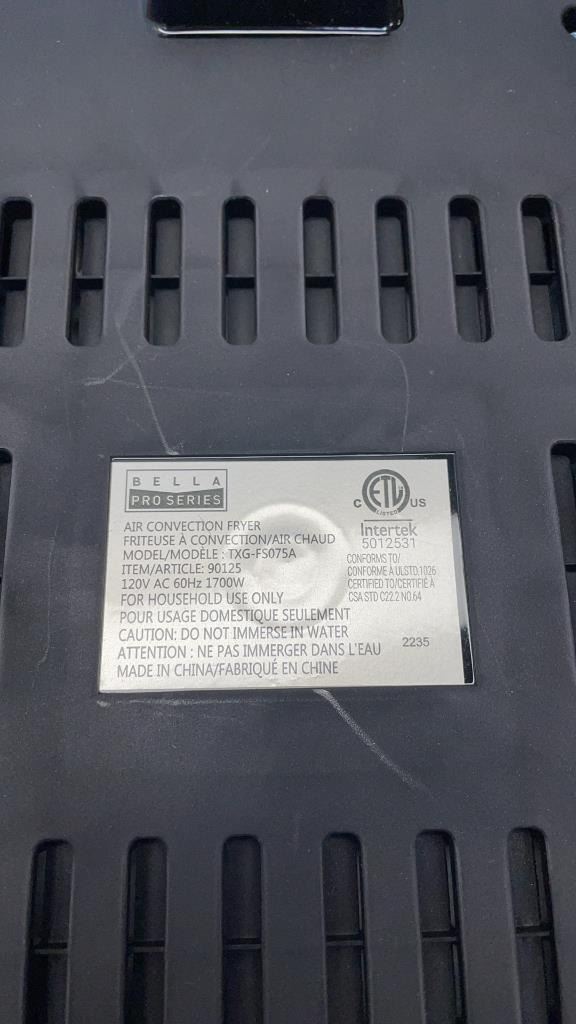 BELLA
PRO SERIES
AIR CONVECTION FRYER
FRITEUSE À CONVECTION/AIR CHAUD
MODEL/MODÈLE : TXG-FS075A
ITEM/ARTICLE: 90125
120V AC 60Hz 1700W
FOR HOUSEHOLD USE ONLY
POUR USAGE DOMESTIQUE SEULEMENT
CAUTION: DO NOT IMMERSE IN WATER
ATTENTION : NE PAS IMMERGER DANS L'EAU
MADE IN CHINA/FABRIQUÉ EN CHINE
C ETL US
LISTED
Intertek
5012531
CONFORMS TO/
CONFORME A ULSTD.1026
CERTIFIED TO/CERTIFIÉ À
CSA STD C22.2 NO.64
2235